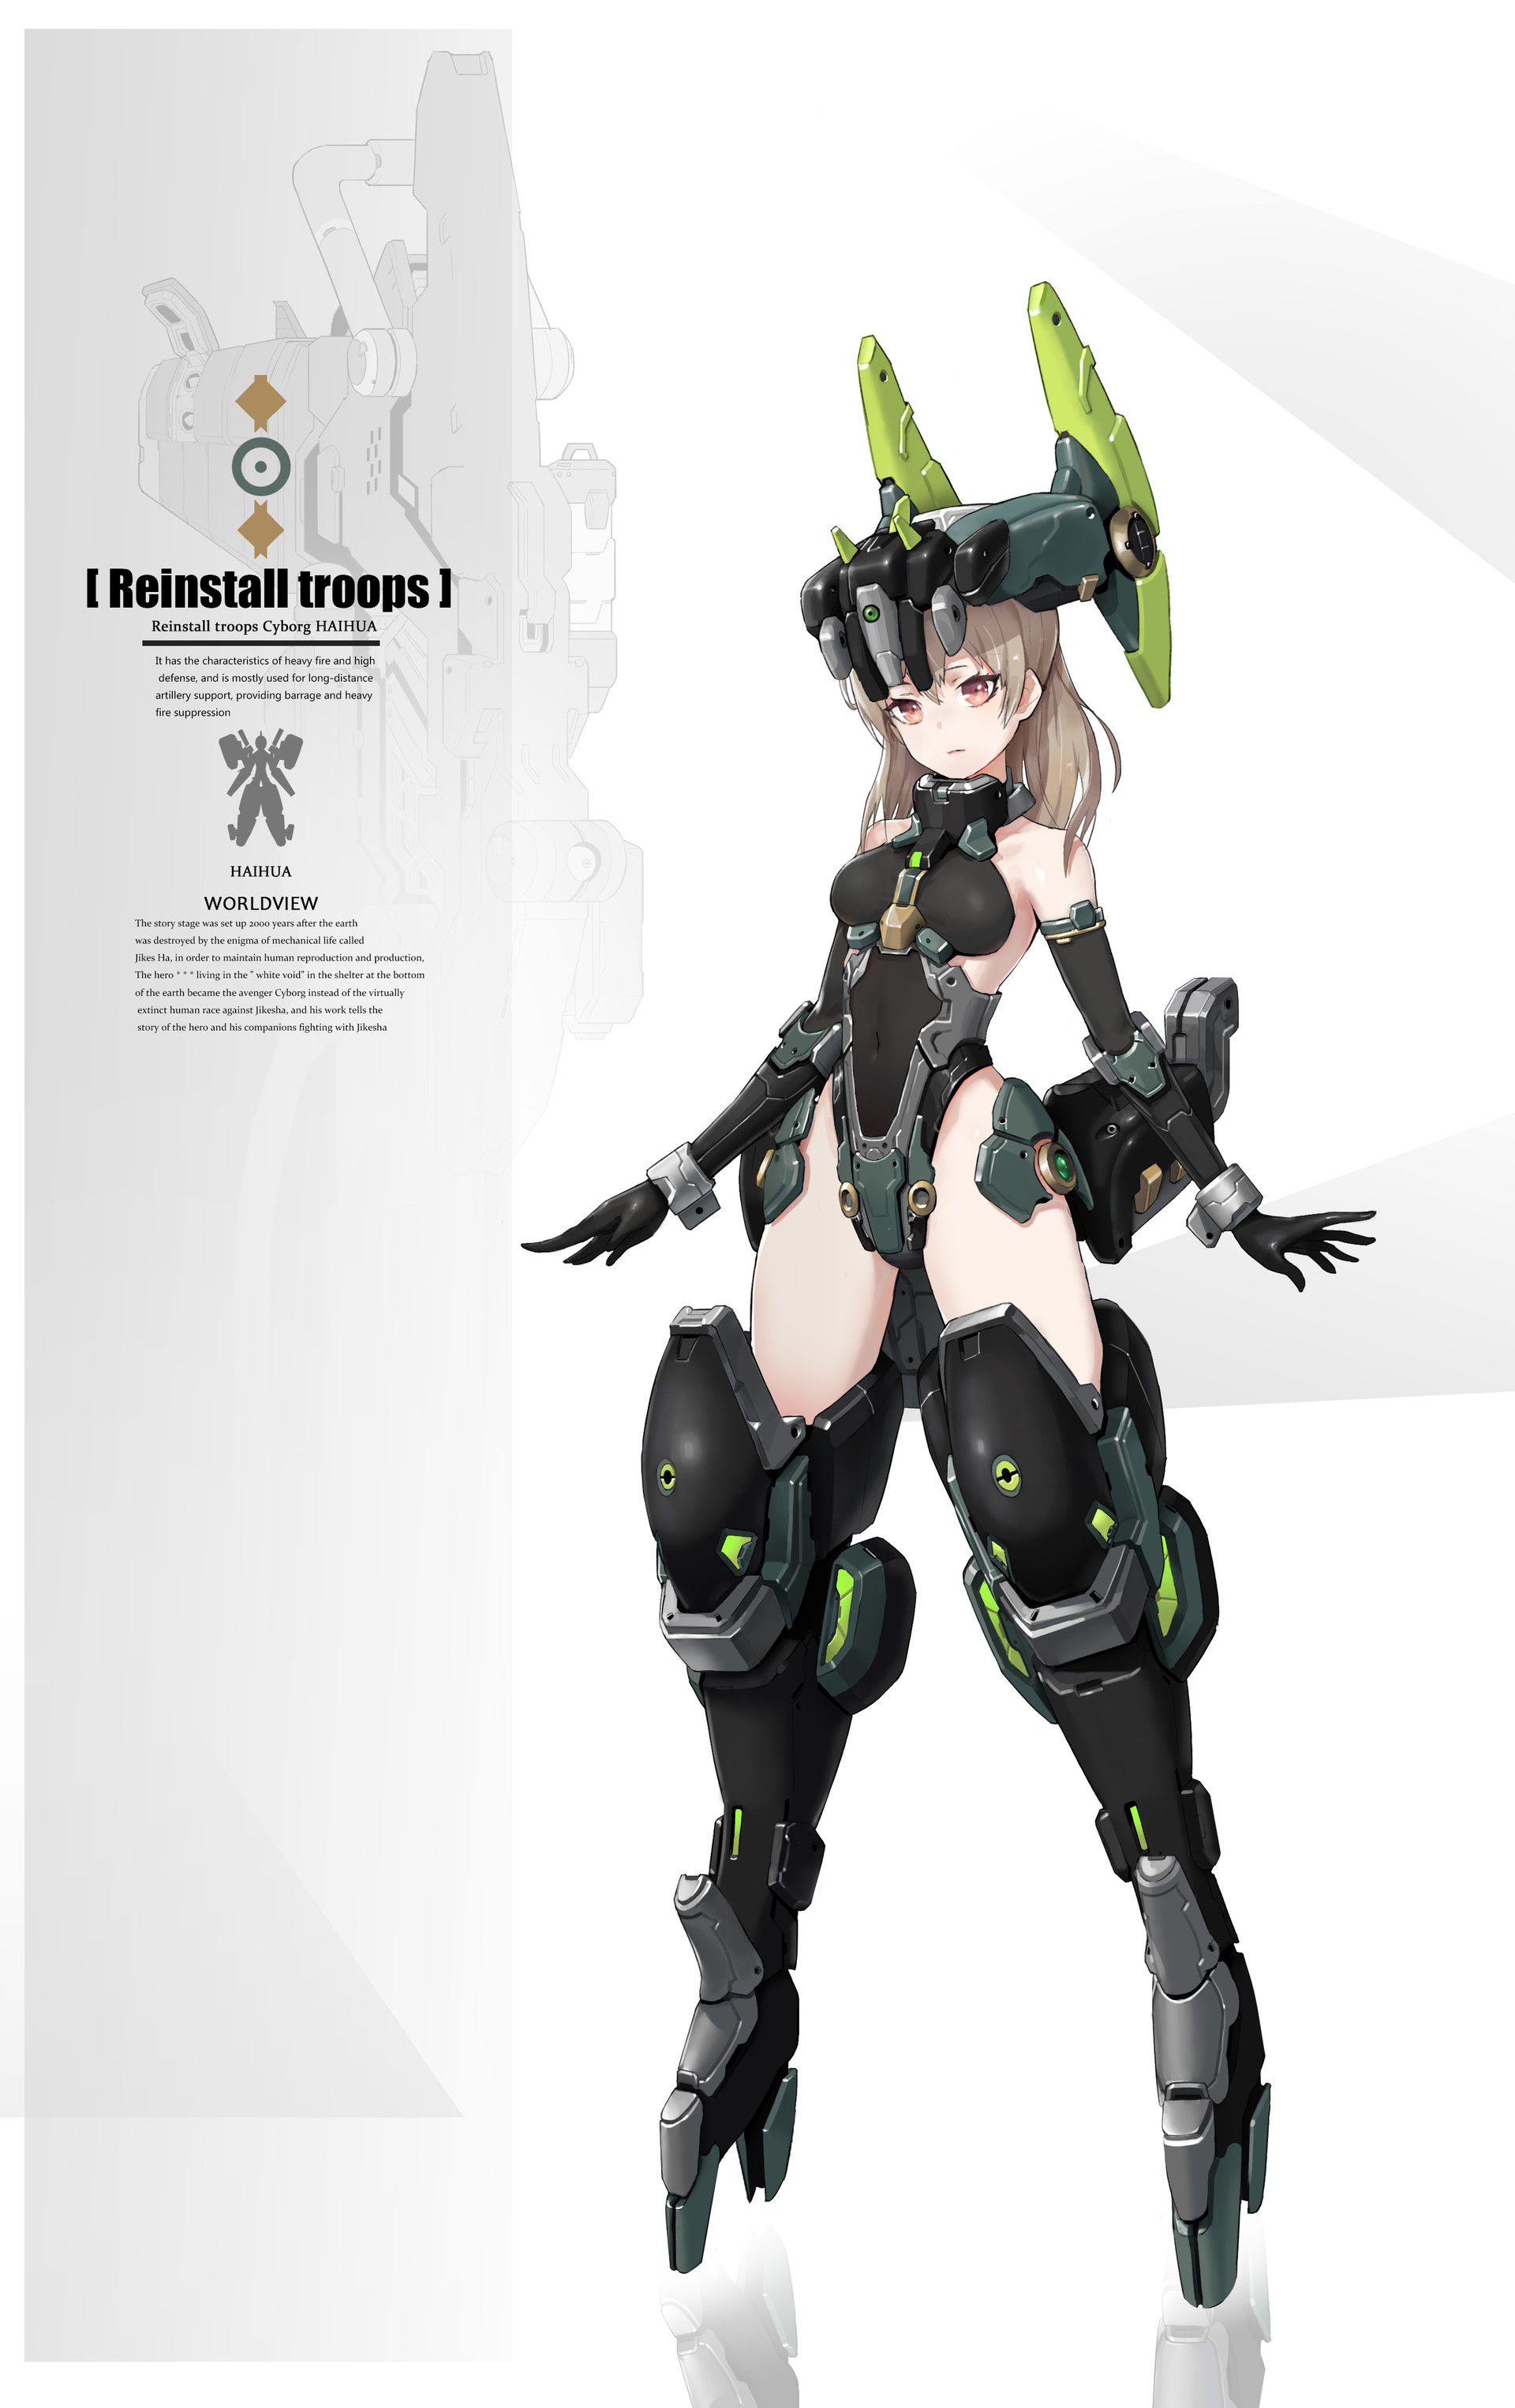 [ Reinstall troops ]
Reinstall troops Cyborg HAIHUA
It has the characteristics of heavy fire and high
defense, and is mostly used for long-distance
artillery support, providing barrage and heavy
fire suppression
HAIHUA
WORLDVIEW
The story stage was set up 2000 years after the earth
was destroyed by the enigma of mechanical life called
Jikes Ha, in order to maintain human reproduction and production,
The hero * * * living in the " white void" in the shelter at the bottom
of the earth became the avenger Cyborg instead of the virtually
extinct human race against Jikesha, and his work tells the
story of the hero and his companions fighting with Jikesha